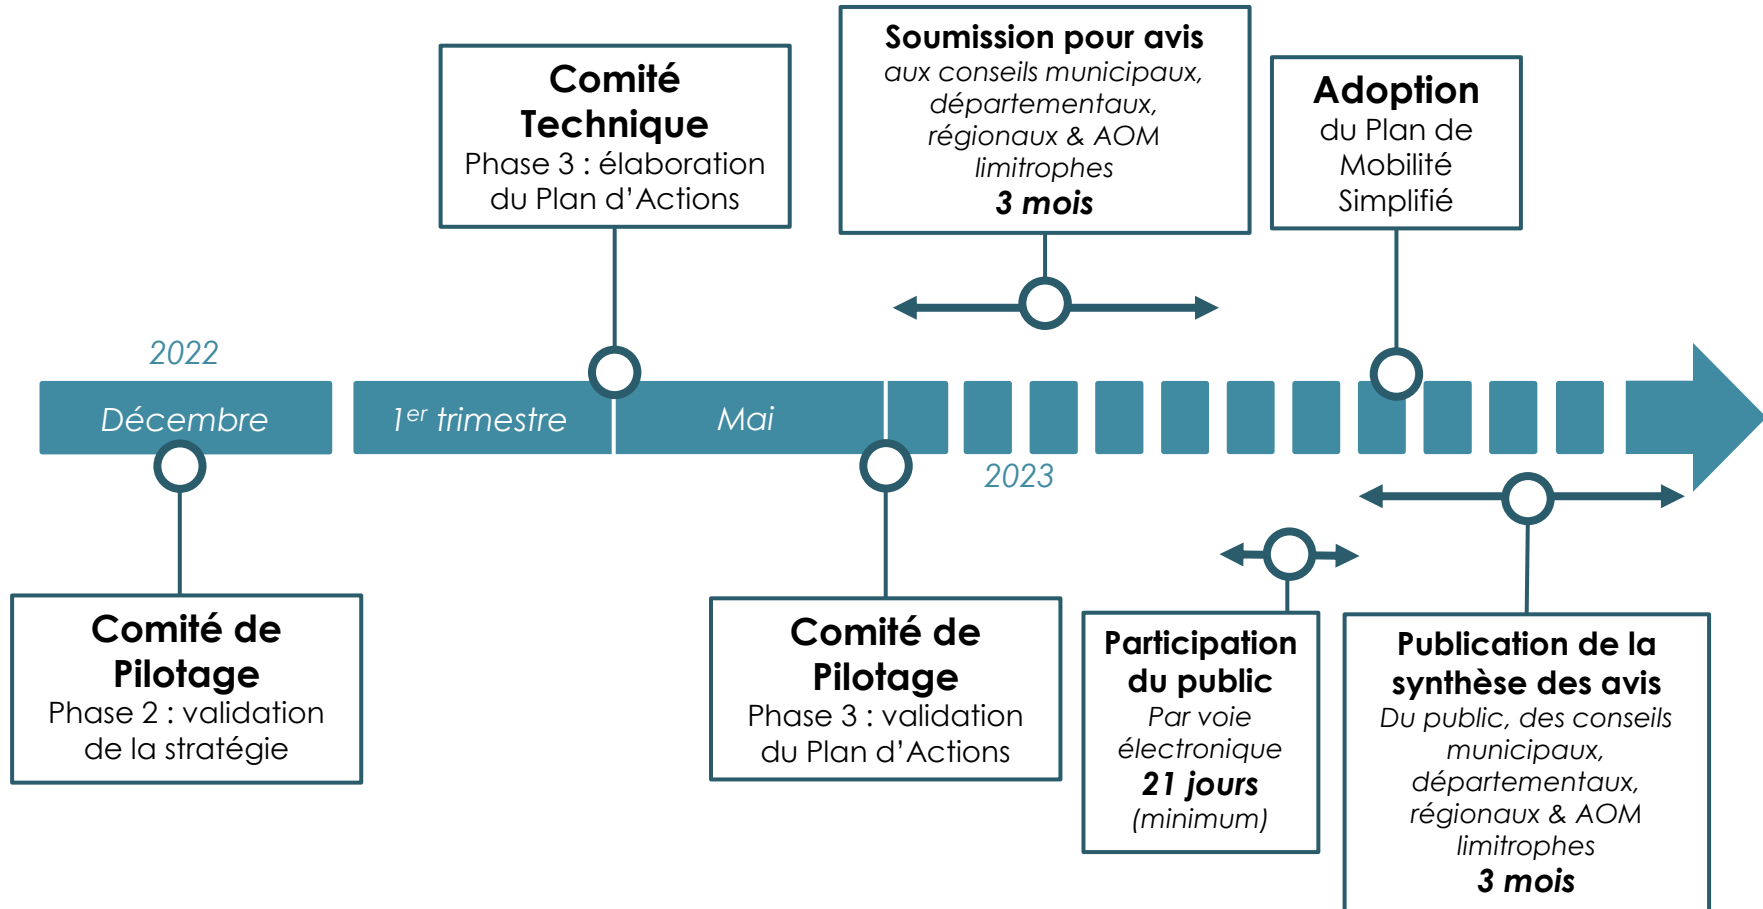 Comité
Technique
Phase 3 : élaboration
du Plan d’Actions
Soumission pour avis
aux conseils municipaux,
départementaux,
régionaux & AOM
limitrophes
3 mois
Adoption
du Plan de
Mobilité
Simplifié
2022
Décembre
1er trimestre
Mai
2023
Comité de
Pilotage
Phase 2 : validation
de la stratégie
Comité de
Pilotage
Phase 3 : validation
du Plan d’Actions
Participation
du public
Par voie
électronique
21 jours
(minimum)
Publication de la
synthèse des avis
Du public, des conseils
municipaux,
départementaux,
régionaux & AOM
limitrophes
3 mois